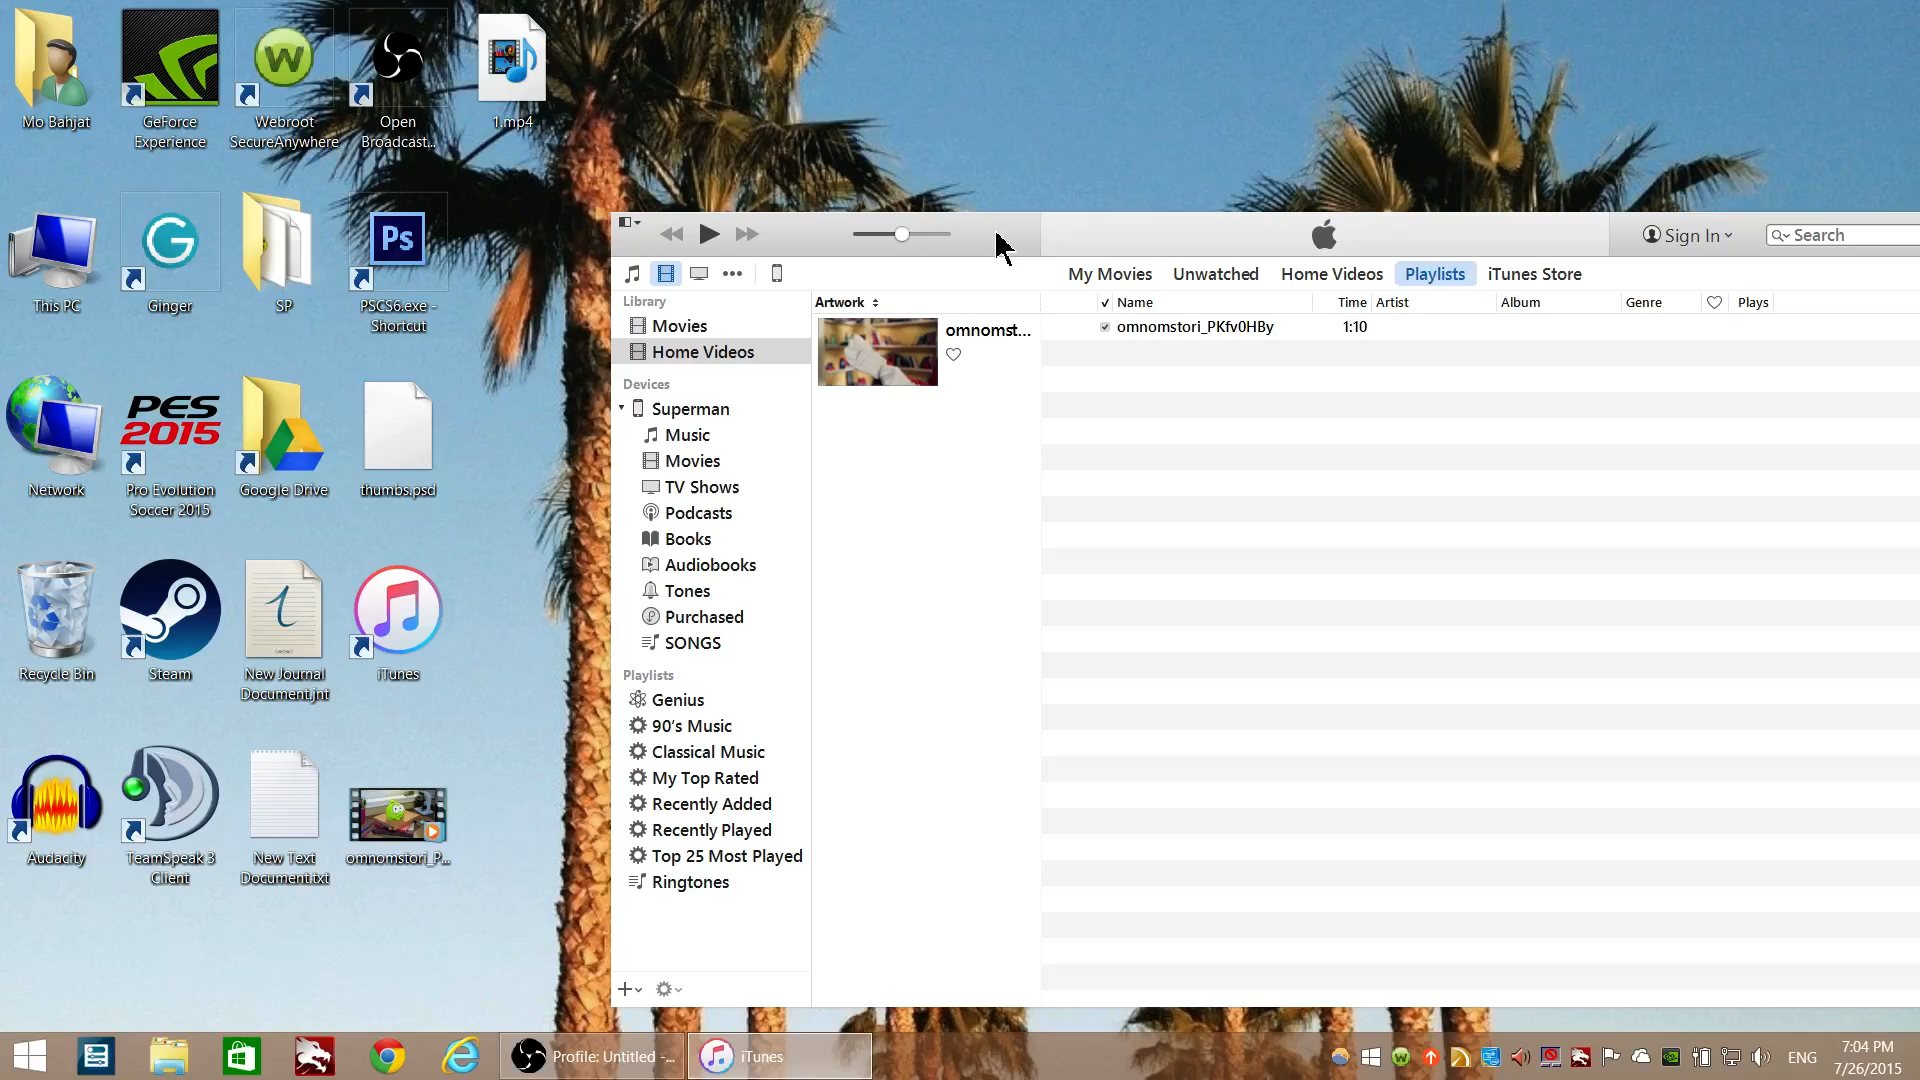 Mo Bahjat
GeForce
Experience
Webroot
SecureAnywhere
Open
Broadcast...
1.mp4
This PC
Ginger
SP
Ps
PSCS6.exe -
Shortcut
Network
PES
2015
Pro Evolution
Soccer 2015
Google Drive
thumbs.psd
Recycle Bin
Steam
New Journal
Document.jnt
iTunes
Audacity
TeamSpeak 3
Client
New Text
Document.txt
omnomstori_P...
Sign In
Search
My Movies
Unwatched
Home Videos
Playlists
iTunes Store
Library
Movies
Home Videos
Devices
Superman
Music
Movies
TV Shows
Podcasts
Books
Audiobooks
Tones
Purchased
SONGS
Playlists
Genius
90's Music
Classical Music
My Top Rated
Recently Added
Recently Played
Top 25 Most Played
Ringtones
Artwork
Name
Time
Artist
Album
Genre
Plays
omnomst...
omnomstori_PKfv0HBy
1:10
Profile: Untitled -...
iTunes
ENG
7:04 PM
7/26/2015